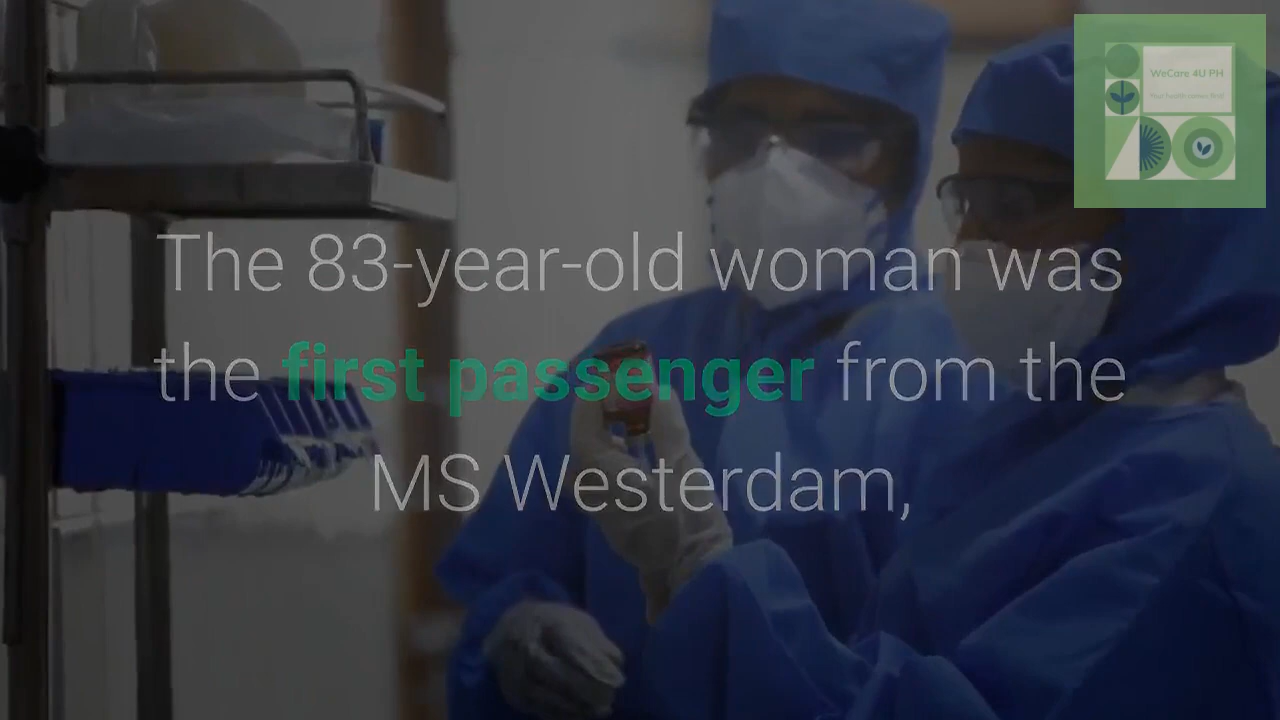 WeCare 4U PH
The 83-year-old woman was
the first passenger from the
MS Westerdam,